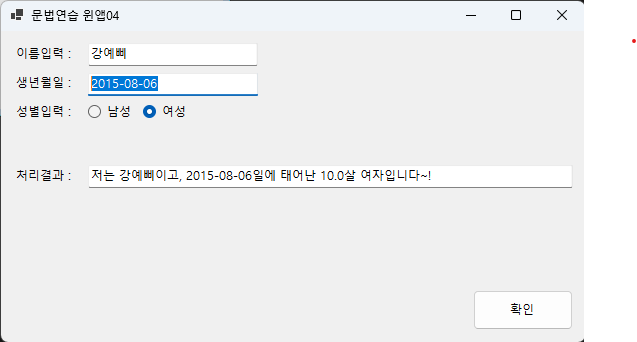 문법연습 윈앱04
이름입력 : 강예삐
생년월일 : 2015-08-06
성별입력 : 남성 여성
처리결과 : 저는 강예삐이고, 2015-08-06일에 태어난 10.0살 여자입니다~!
확인